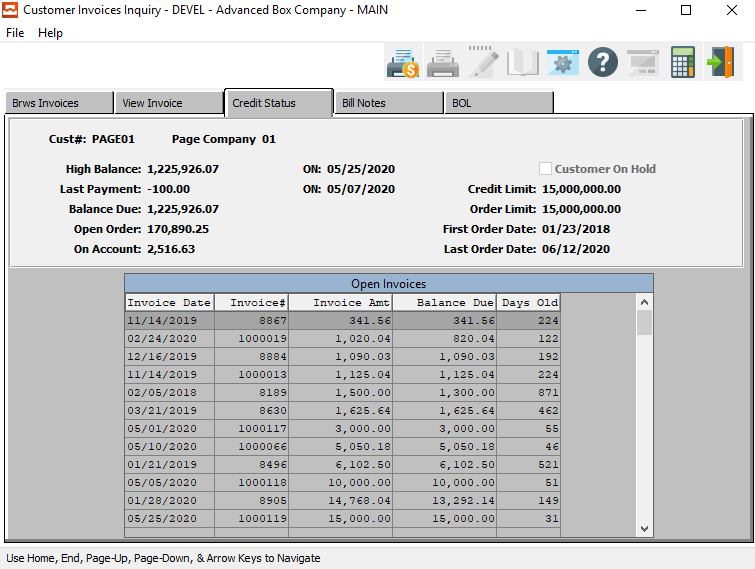 Customer Invoices Inquiry - DEVEL - Advanced Box Company - MAIN
File Help
Brws Invoices View Invoice Credit Status Bill Notes BOL
Cust#: PAGE01 Page Company 01
High Balance: 1,225,926.07 ON: 05/25/2020 Customer On Hold
Last Payment: -100.00 ON: 05/07/2020 Credit Limit: 15,000,000.00
Balance Due: 1,225,926.07 Order Limit: 15,000,000.00
Open Order: 170,890.25 First Order Date: 01/23/2018
On Account: 2,516.63 Last Order Date: 06/12/2020
Open Invoices
Invoice Date Invoice# Invoice Amt Balance Due Days Old
11/14/2019 8867 341.56 341.56 224
02/24/2020 1000019 1,020.04 820.04 122
12/16/2019 8884 1,090.03 1,090.03 192
11/14/2019 1000013 1,125.04 1,125.04 224
02/05/2018 8189 1,500.00 1,300.00 871
03/21/2019 8630 1,625.64 1,625.64 462
05/01/2020 1000117 3,000.00 3,000.00 55
05/10/2020 1000066 5,050.18 5,050.18 46
01/21/2019 8496 6,102.50 6,102.50 521
05/05/2020 1000118 10,000.00 10,000.00 51
01/28/2020 8905 14,768.04 13,292.14 149
05/25/2020 1000119 15,000.00 15,000.00 31
Use Home, End, Page-Up, Page-Down, & Arrow Keys to Navigate